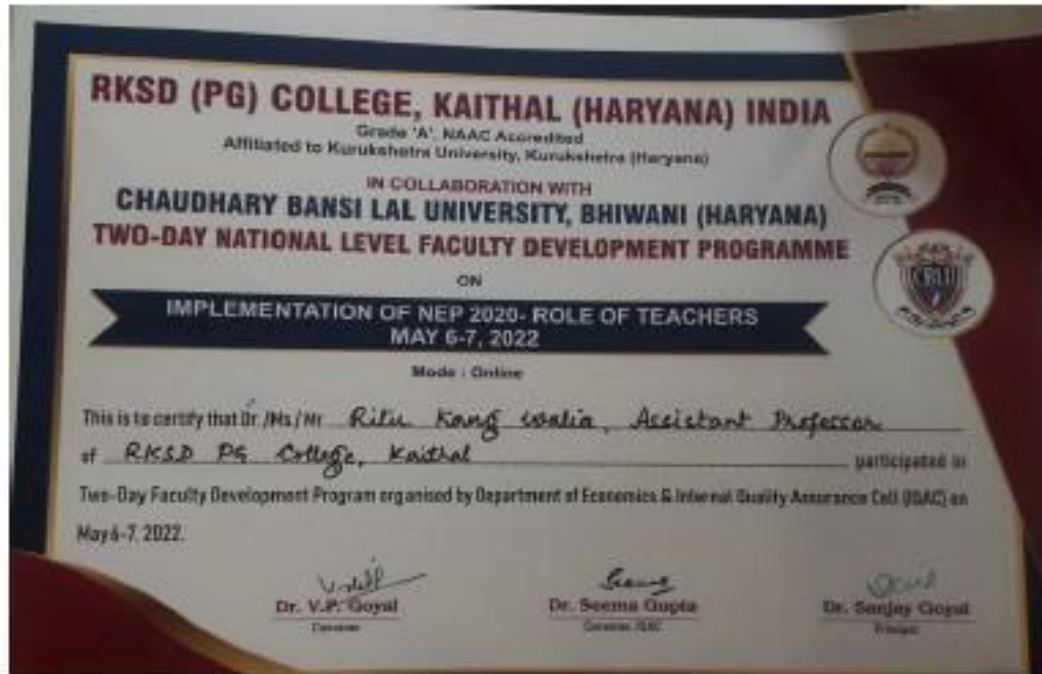 RKSD (PG) COLLEGE, KAITHAL (HARYANA) INDIA
Grade 'A', NAAC Accredited
Affiliated to Kurukshetra University, Kurukshetra (Haryana)
IN COLLABORATION WITH
CHAUDHARY BANSI LAL UNIVERSITY, BHIWANI (HARYANA)
TWO-DAY NATIONAL LEVEL FACULTY DEVELOPMENT PROGRAMME
ON
IMPLEMENTATION OF NEP 2020- ROLE OF TEACHERS
MAY 6-7, 2022
Mode : Online
This is to certify that Dr /Ms/Mr Ritu Kang Walia, Assistant Professor
of RKSD PG College, Kaithal participated in
Two-Day Faculty Development Program organised by Department of Economics & Internal Quality Assurance Cell (IQAC) on
May 6-7, 2022.
Dr. V.P. Goyal Dr. Seema Gupta Dr. Sanjay Goyal
Convener Convener, IQAC Principal
CBLU